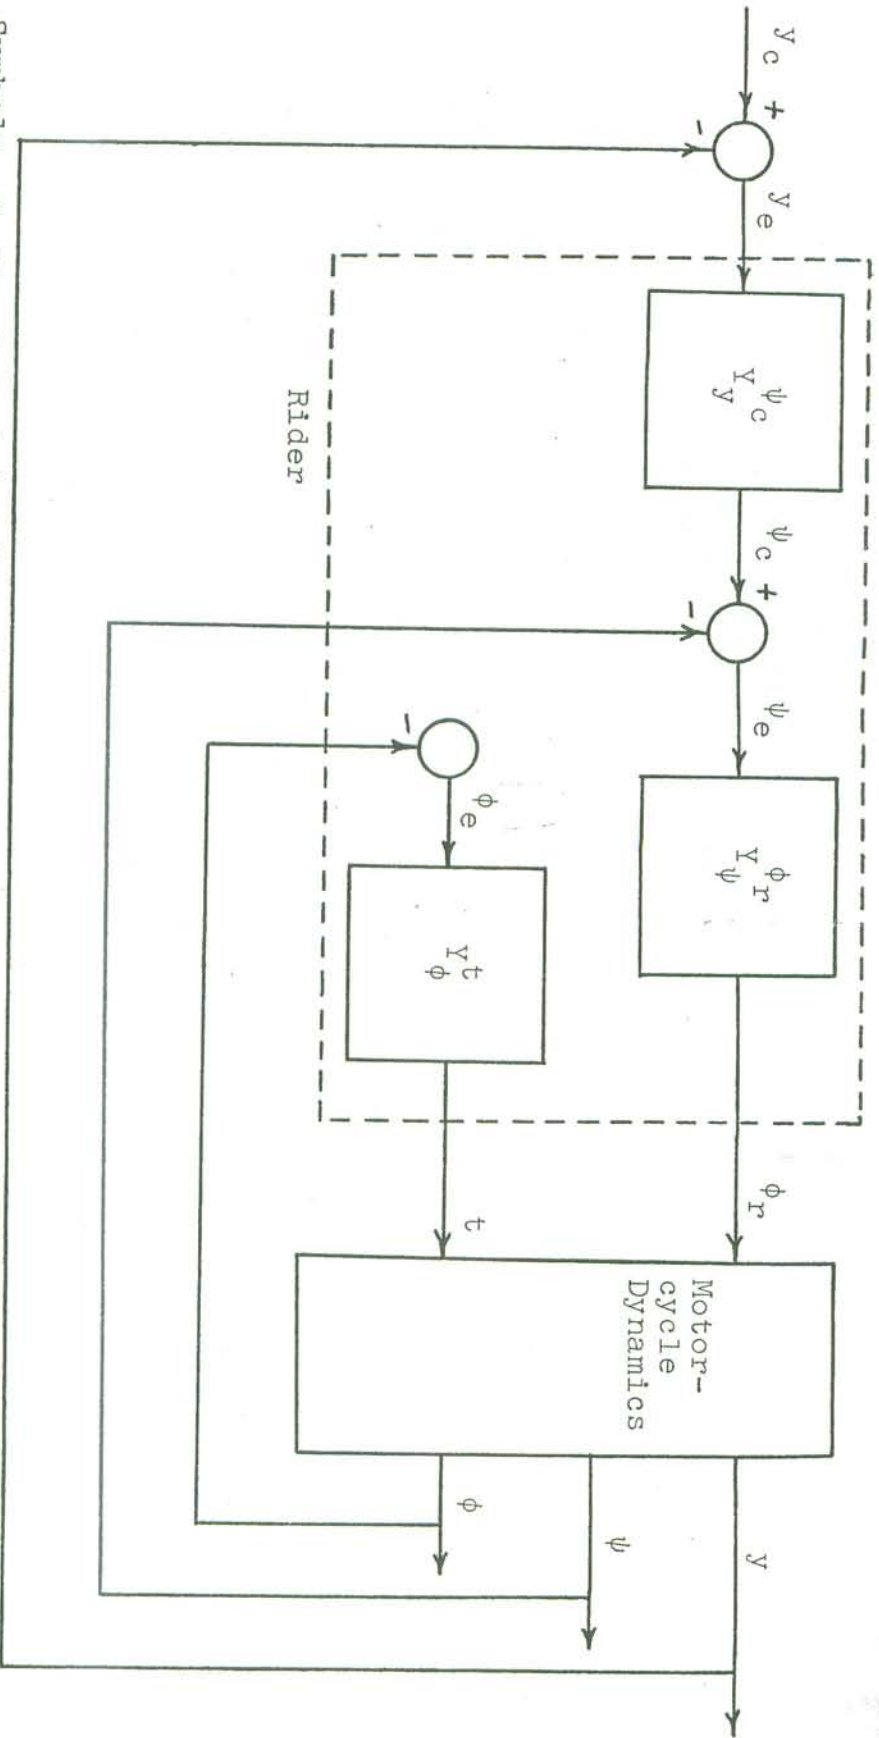 y_c
+
-
y_e
Y_y^ψ_c
ψ_c
+
-
ψ_e
Y_ψ^φ_r
φ_r
-
φ_e
Y_φ^t
t
Rider
Motor-
cycle
Dynamics
y
ψ
φ